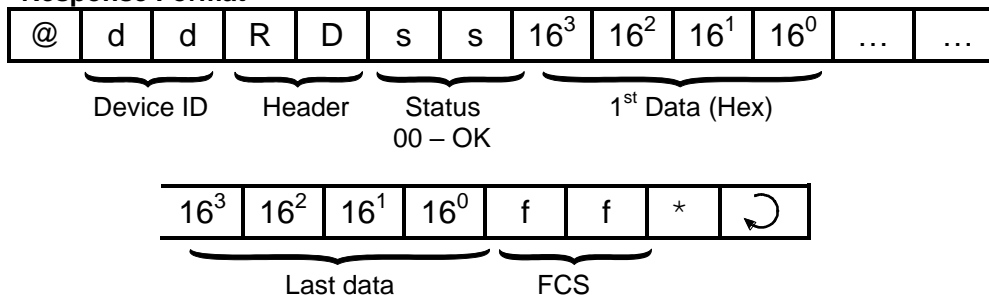 Response Format
@ d d R D s s 16³ 16² 16¹ 16⁰ … …
Device ID Header Status 1ˢᵗ Data (Hex)
00 – OK
16³ 16² 16¹ 16⁰ f f *
Last data FCS